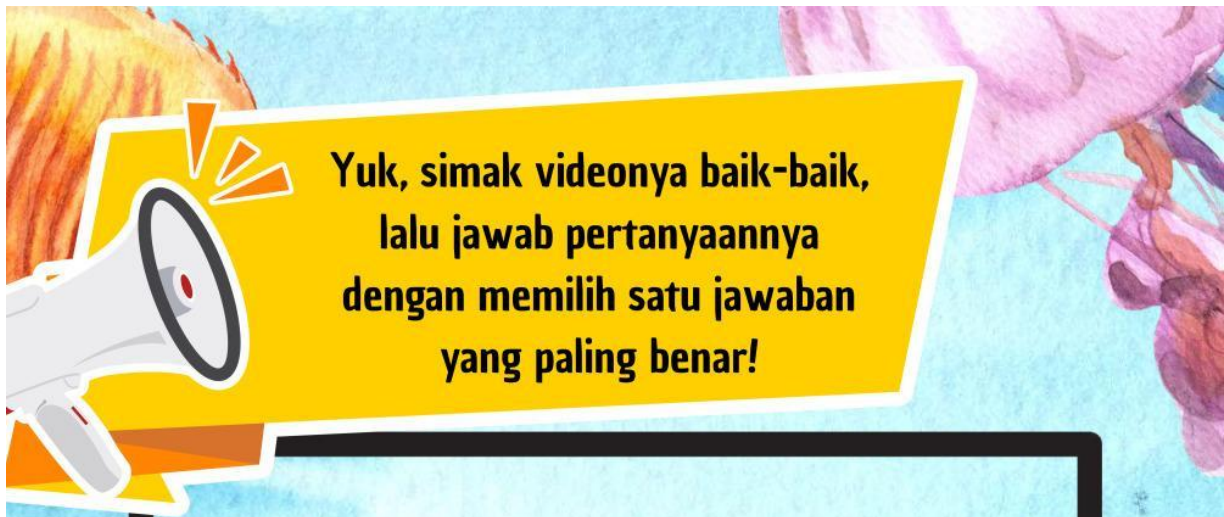 Yuk, simak videonya baik-baik,
lalu jawab pertanyaannya
dengan memilih satu jawaban
yang paling benar!